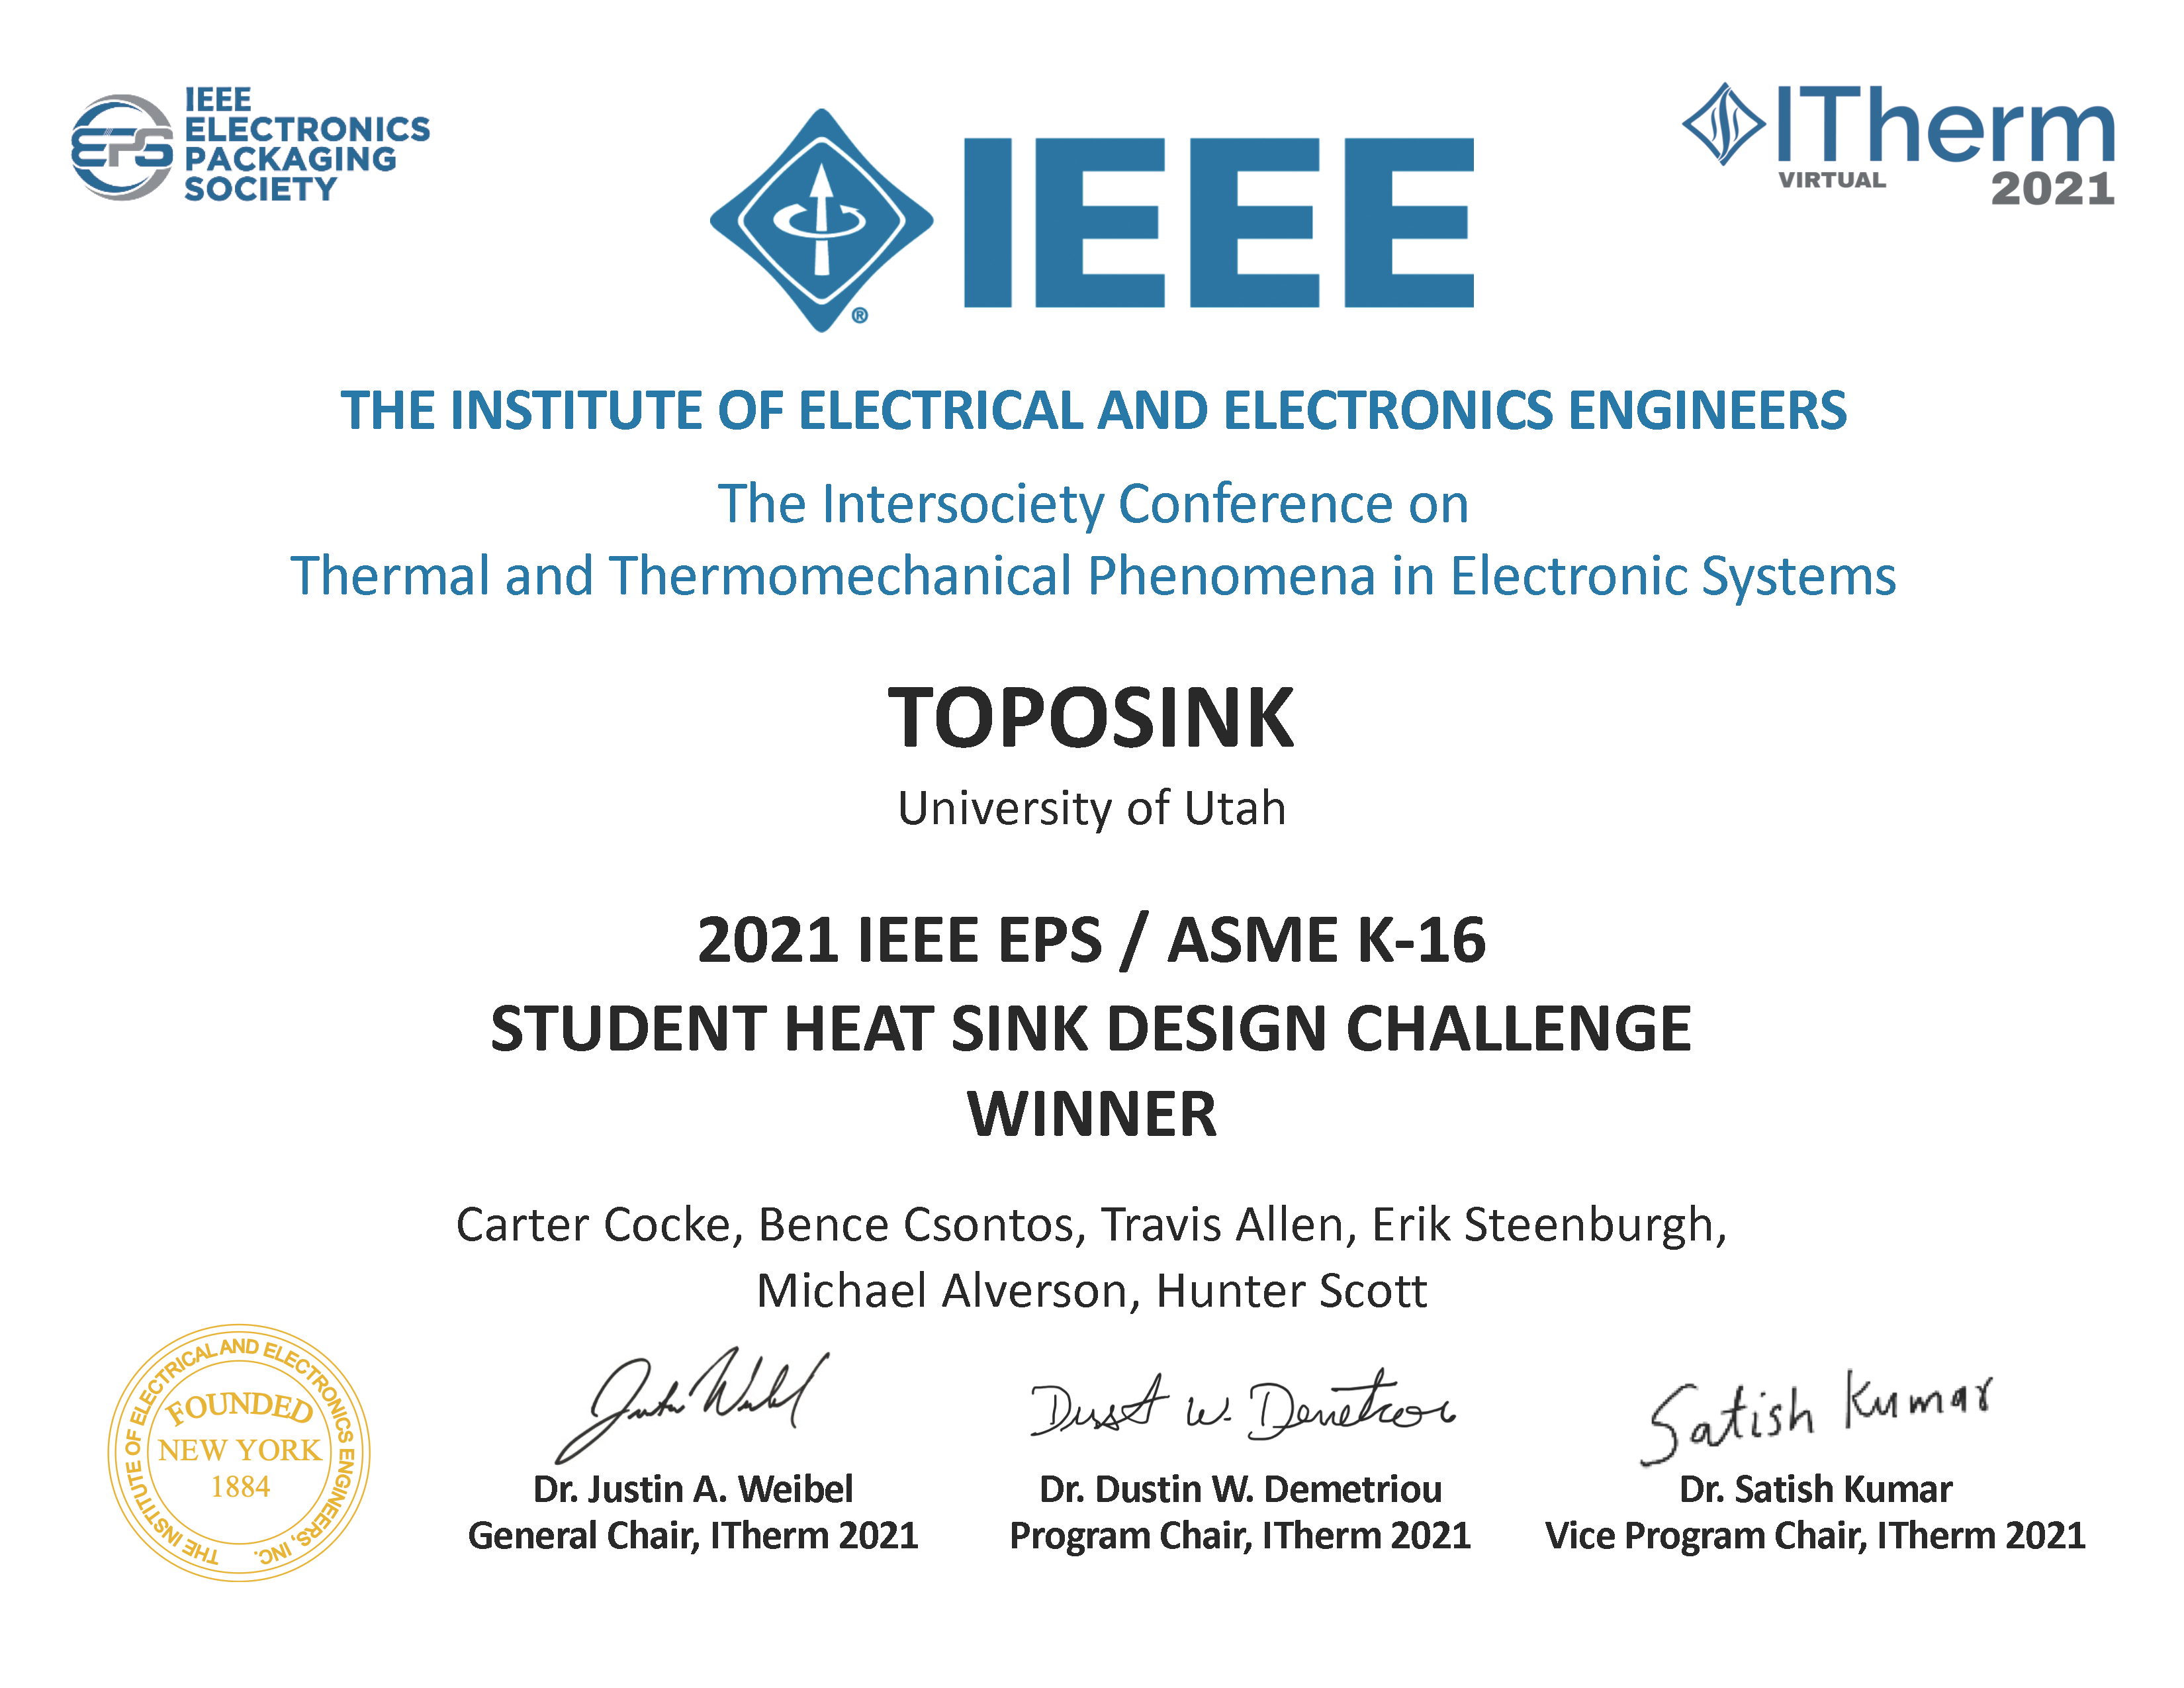 IEEE
ELECTRONICS
PACKAGING
SOCIETY
EPS
IEEE
®
ITherm
VIRTUAL
2021
THE INSTITUTE OF ELECTRICAL AND ELECTRONICS ENGINEERS
The Intersociety Conference on
Thermal and Thermomechanical Phenomena in Electronic Systems
TOPOSINK
University of Utah
2021 IEEE EPS / ASME K-16
STUDENT HEAT SINK DESIGN CHALLENGE
WINNER
Carter Cocke, Bence Csontos, Travis Allen, Erik Steenburgh,
Michael Alverson, Hunter Scott
THE INSTITUTE OF ELECTRICAL AND ELECTRONICS ENGINEERS, INC.
FOUNDED
NEW YORK
1884
Satish Kumar
Dr. Justin A. Weibel
General Chair, ITherm 2021
Dr. Dustin W. Demetriou
Program Chair, ITherm 2021
Dr. Satish Kumar
Vice Program Chair, ITherm 2021